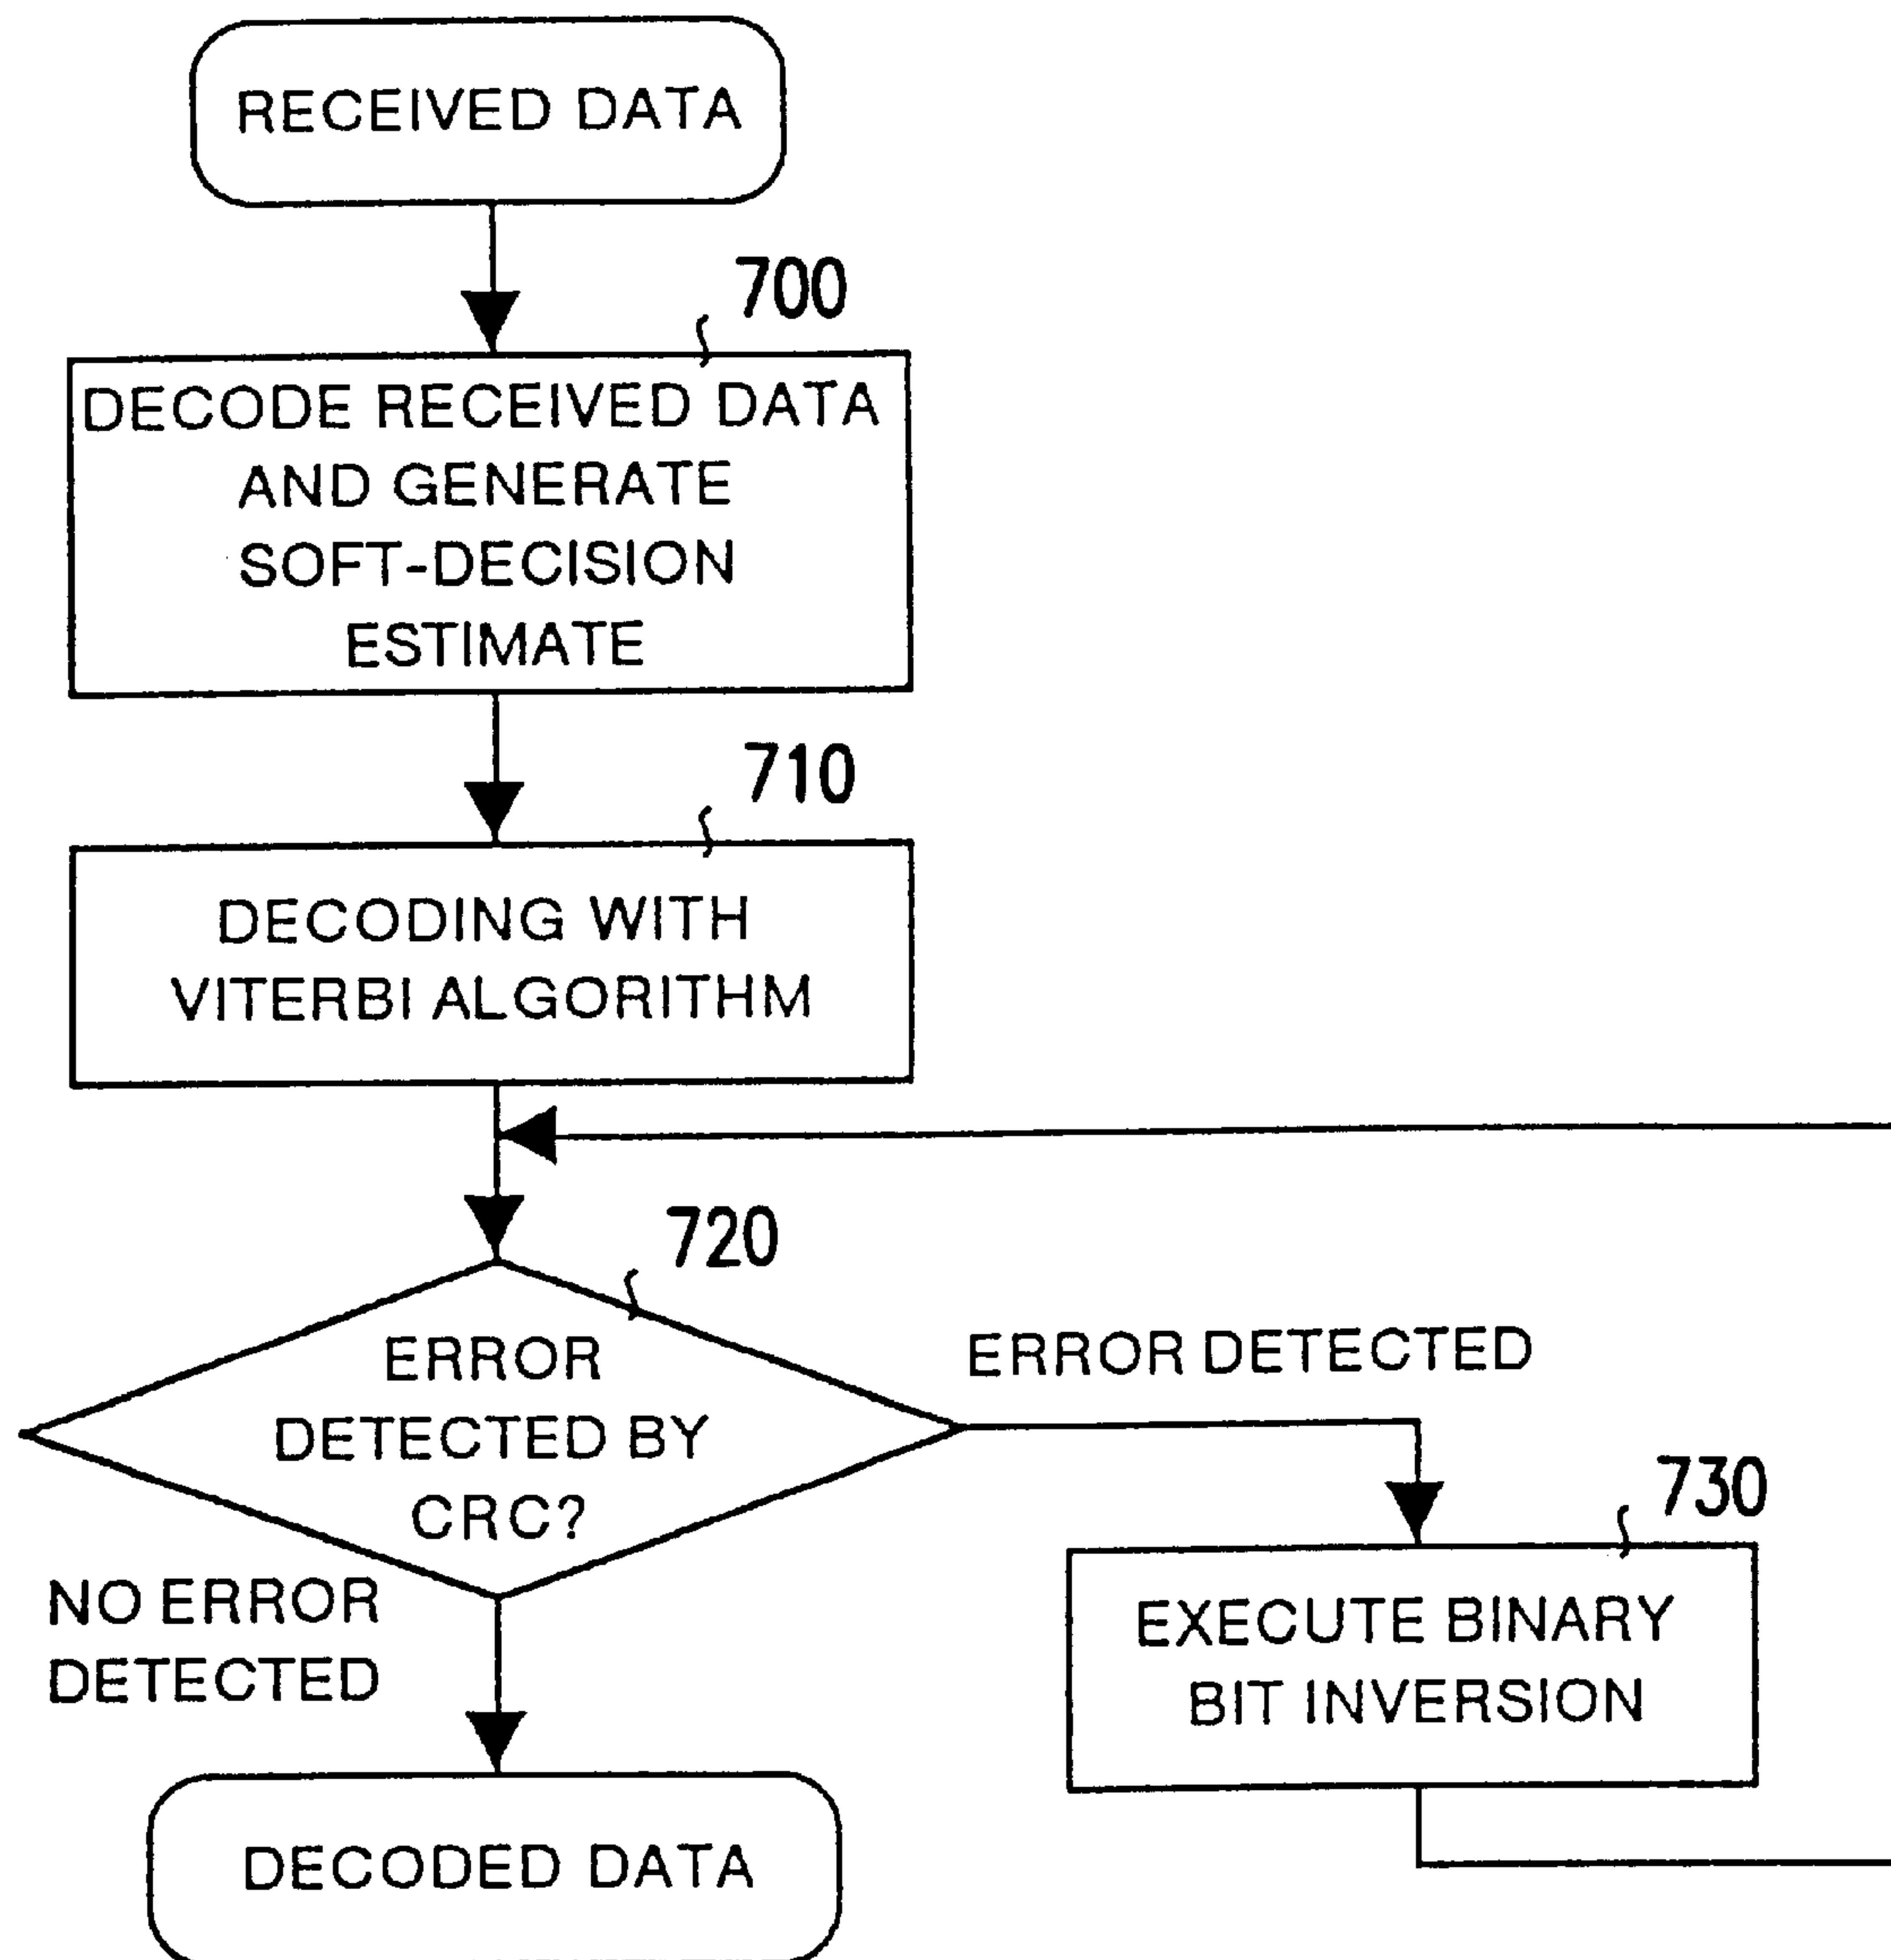 RECEIVED DATA
700
DECODE RECEIVED DATA
AND GENERATE
SOFT-DECISION
ESTIMATE
710
DECODING WITH
VITERBI ALGORITHM
720
ERROR
DETECTED BY
CRC?
ERROR DETECTED
730
EXECUTE BINARY
BIT INVERSION
NO ERROR
DETECTED
DECODED DATA